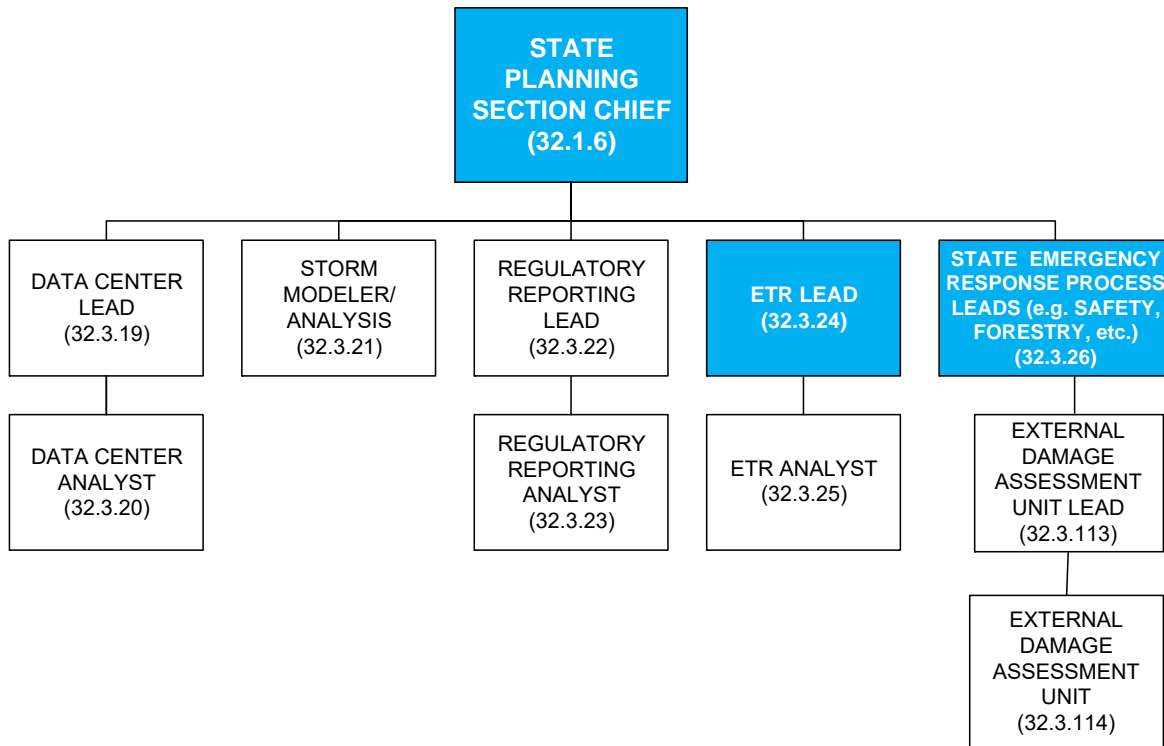 STATE
PLANNING
SECTION CHIEF
(32.1.6)
DATA CENTER
LEAD
(32.3.19)
STORM
MODELER/
ANALYSIS
(32.3.21)
REGULATORY
REPORTING
LEAD
(32.3.22)
ETR LEAD
(32.3.24)
STATE EMERGENCY
RESPONSE PROCESS
LEADS (e.g. SAFETY,
FORESTRY, etc.)
(32.3.26)
DATA CENTER
ANALYST
(32.3.20)
REGULATORY
REPORTING
ANALYST
(32.3.23)
ETR ANALYST
(32.3.25)
EXTERNAL
DAMAGE
ASSESSMENT
UNIT LEAD
(32.3.113)
EXTERNAL
DAMAGE
ASSESSMENT
UNIT
(32.3.114)